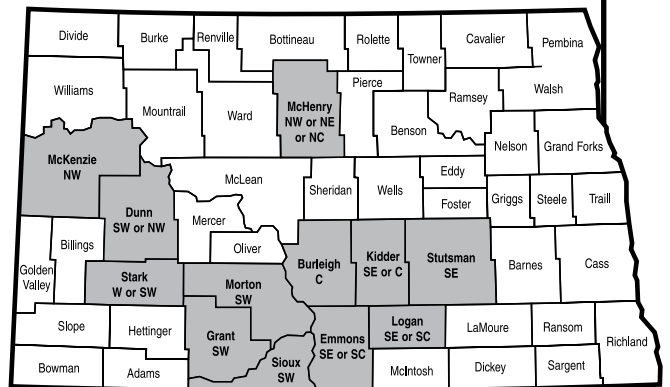 Divide
Burke
Renville
Bottineau
Rolette
Towner
Cavalier
Pembina
Williams
Mountrail
Ward
McHenry
NW or NE
or NC
Pierce
Benson
Ramsey
Walsh
Nelson
Grand Forks
McKenzie
NW
Dunn
SW or NW
McLean
Mercer
Oliver
Sheridan
Wells
Eddy
Foster
Griggs
Steele
Traill
Golden
Valley
Billings
Stark
W or SW
Morton
SW
Burleigh
C
Kidder
SE or C
Stutsman
SE
Barnes
Cass
Slope
Hettinger
Grant
SW
Emmons
SE or SC
Logan
SE or SC
LaMoure
Ransom
Richland
Bowman
Adams
Sioux
SW
McIntosh
Dickey
Sargent